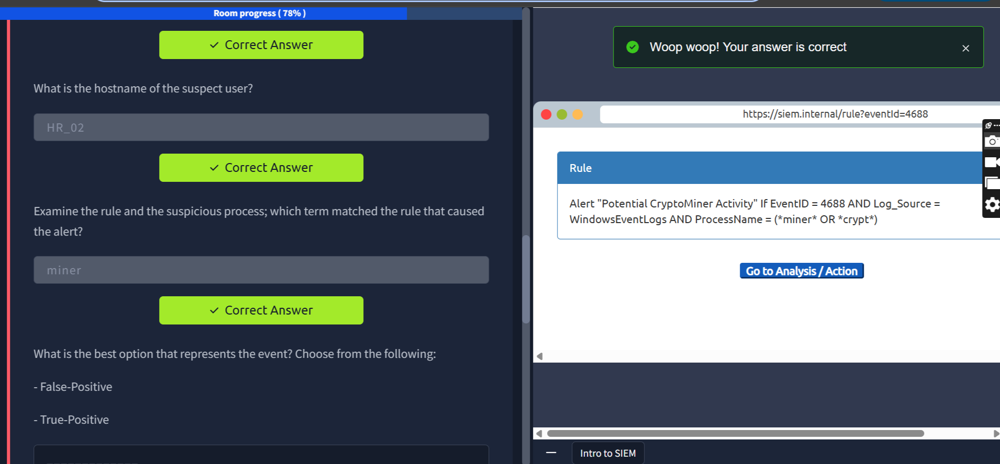 Room progress ( 78% )
Correct Answer
What is the hostname of the suspect user?
HR_02
Correct Answer
Examine the rule and the suspicious process; which term matched the rule that caused
the alert?
miner
Correct Answer
What is the best option that represents the event? Choose from the following:
- False-Positive
- True-Positive
Woop woop! Your answer is correct
https://siem.internal/rule?eventId=4688
Rule
Alert "Potential CryptoMiner Activity" If EventID = 4688 AND Log_Source =
WindowsEventLogs AND ProcessName = (*miner* OR *crypt*)
Go to Analysis / Action
Intro to SIEM